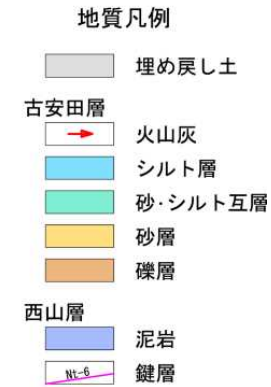 地質凡例
埋め戻し土
古安田層
火山灰
シルト層
砂・シルト互層
砂層
礫層
西山層
泥岩
Nt-6 鍵層